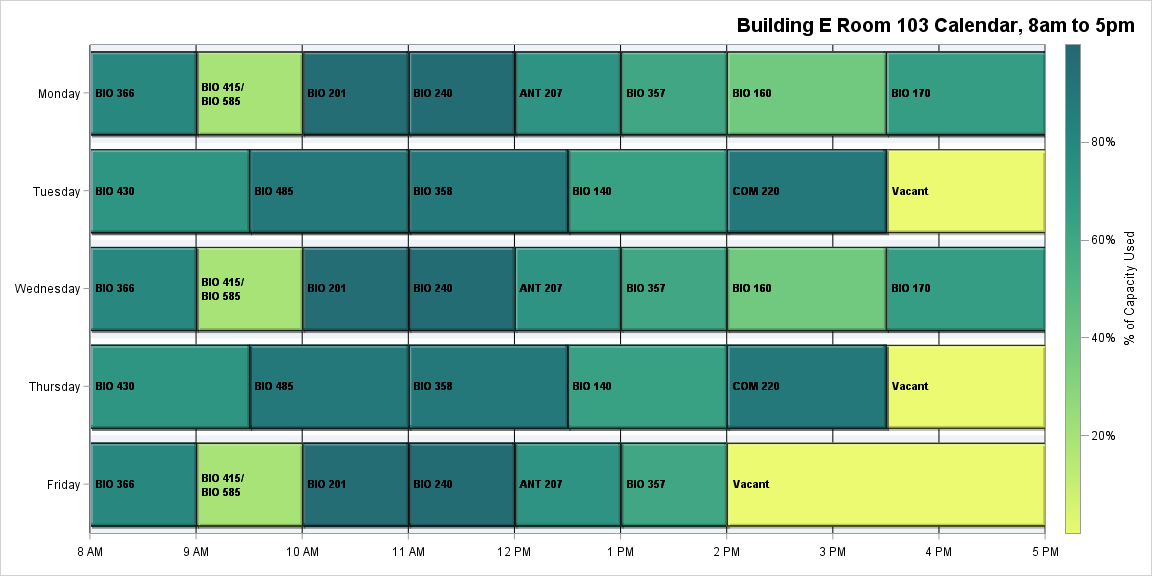 Building E Room 103 Calendar, 8am to 5pm
Monday
BIO 366
BIO 415/
BIO 585
BIO 201
BIO 240
ANT 207
BIO 357
BIO 160
BIO 170
Tuesday
BIO 430
BIO 485
BIO 358
BIO 140
COM 220
Vacant
Wednesday
BIO 366
BIO 415/
BIO 585
BIO 201
BIO 240
ANT 207
BIO 357
BIO 160
BIO 170
Thursday
BIO 430
BIO 485
BIO 358
BIO 140
COM 220
Vacant
Friday
BIO 366
BIO 415/
BIO 585
BIO 201
BIO 240
ANT 207
BIO 357
Vacant
8 AM
9 AM
10 AM
11 AM
12 PM
1 PM
2 PM
3 PM
4 PM
5 PM
80%
60%
40%
20%
% of Capacity Used